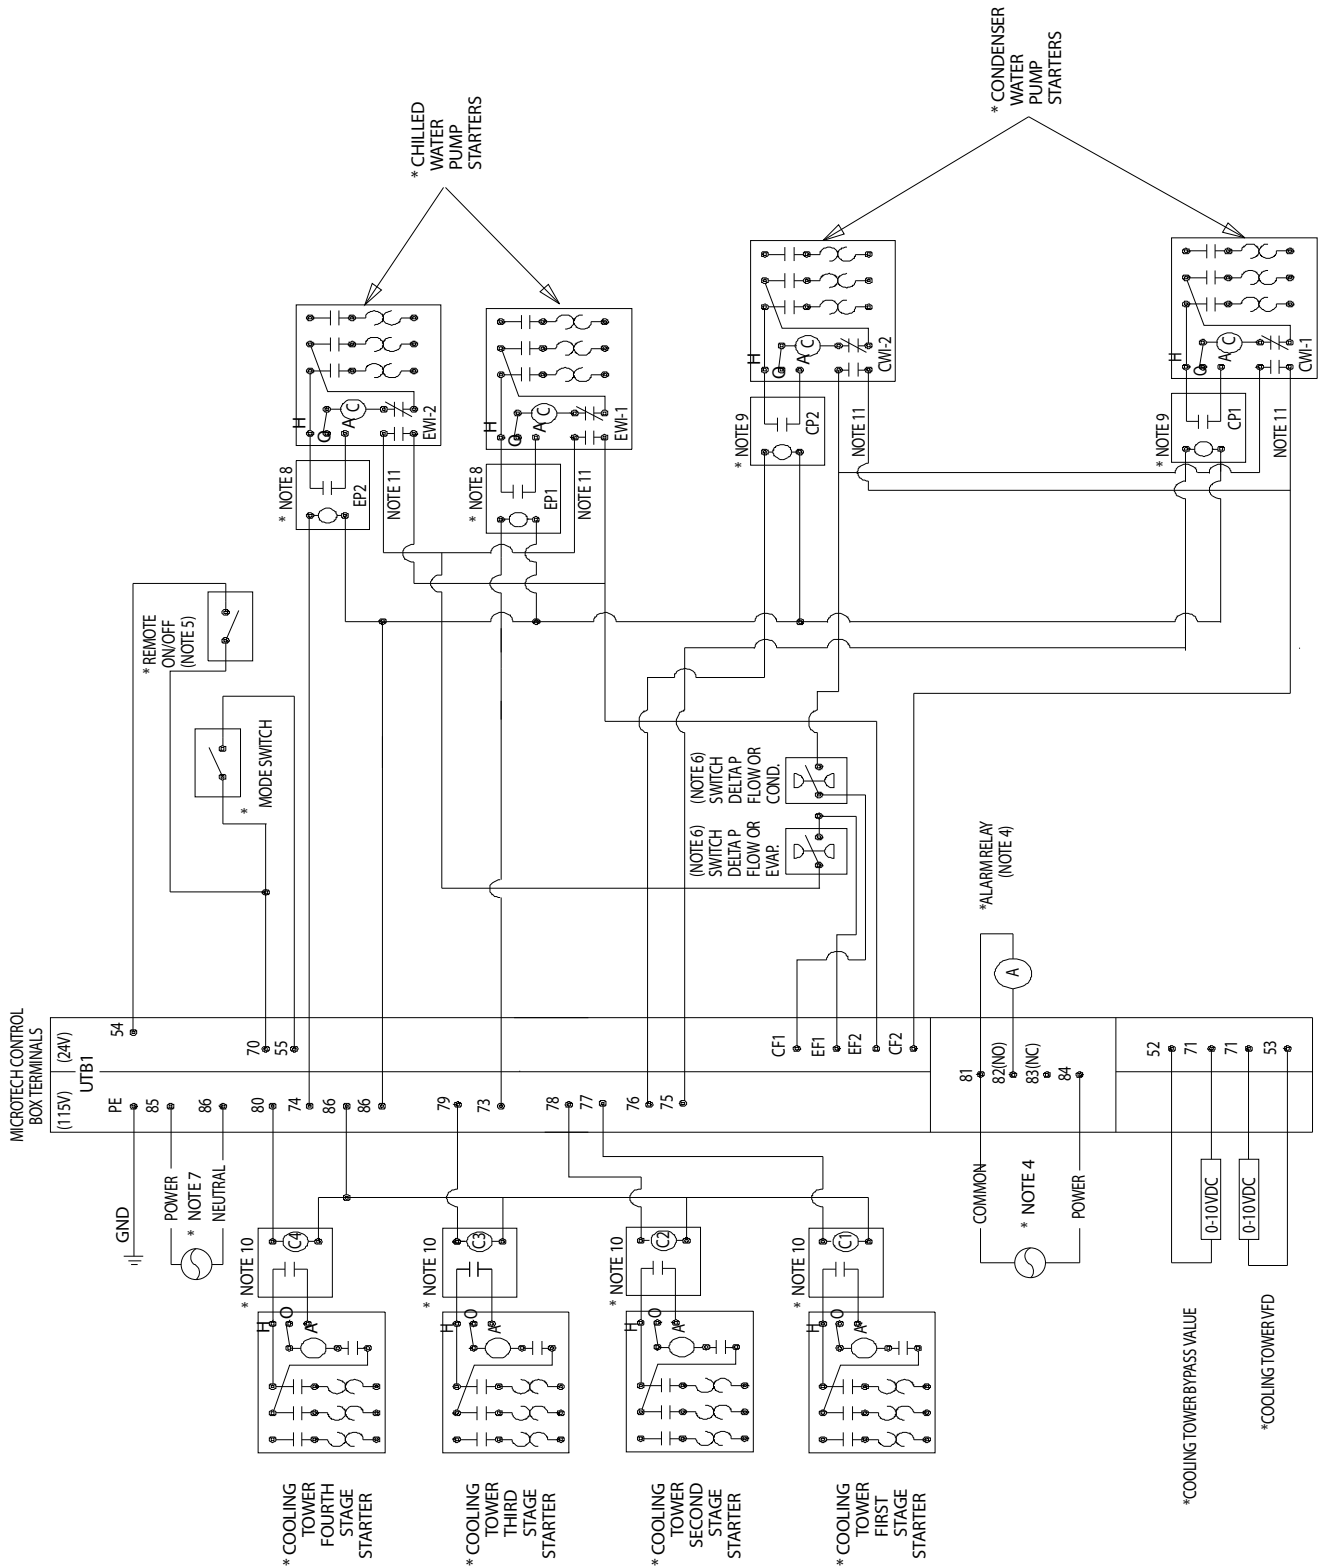 * CONDENSER
WATER
PUMP
STARTERS
* CHILLED
WATER
PUMP
STARTERS
H
O
A
C
EWI-2
H
O
A
C
EWI-1
H
O
A
C
CWI-2
H
O
A
C
CWI-1
* NOTE 8
EP2
NOTE 11
* NOTE 8
EP1
NOTE 11
* NOTE 9
CP2
NOTE 11
* NOTE 9
CP1
NOTE 11
* REMOTE
ON/OFF
(NOTE 5)
* MODE SWITCH
(NOTE 6)
SWITCH
DELTA P
FLOW OR
COND.
(NOTE 6)
SWITCH
DELTA P
FLOW OR
EVAP.
*ALARM RELAY
(NOTE 4)
A
MICROTECH CONTROL
BOX TERMINALS
(115V)
UTB1
(24V)
54
70
55
CF1
EF1
EF2
CF2
PE
85
86
80
74
86
86
79
73
78
77
76
75
81
82(NO)
83(NC)
84
52
71
71
53
GND
POWER
* NOTE 7
NEUTRAL
COMMON
* NOTE 4
POWER
0-10VDC
0-10VDC
* NOTE 10
C4
* NOTE 10
C3
* NOTE 10
C2
* NOTE 10
C1
H
O
A
H
O
A
H
O
A
H
O
A
* COOLING
TOWER
FOURTH
STAGE
STARTER
* COOLING
TOWER
THIRD
STAGE
STARTER
* COOLING
TOWER
SECOND
STAGE
STARTER
* COOLING
TOWER
FIRST
STAGE
STARTER
*COOLING TOWER BYPASS VALUE
*COOLING TOWER VFD